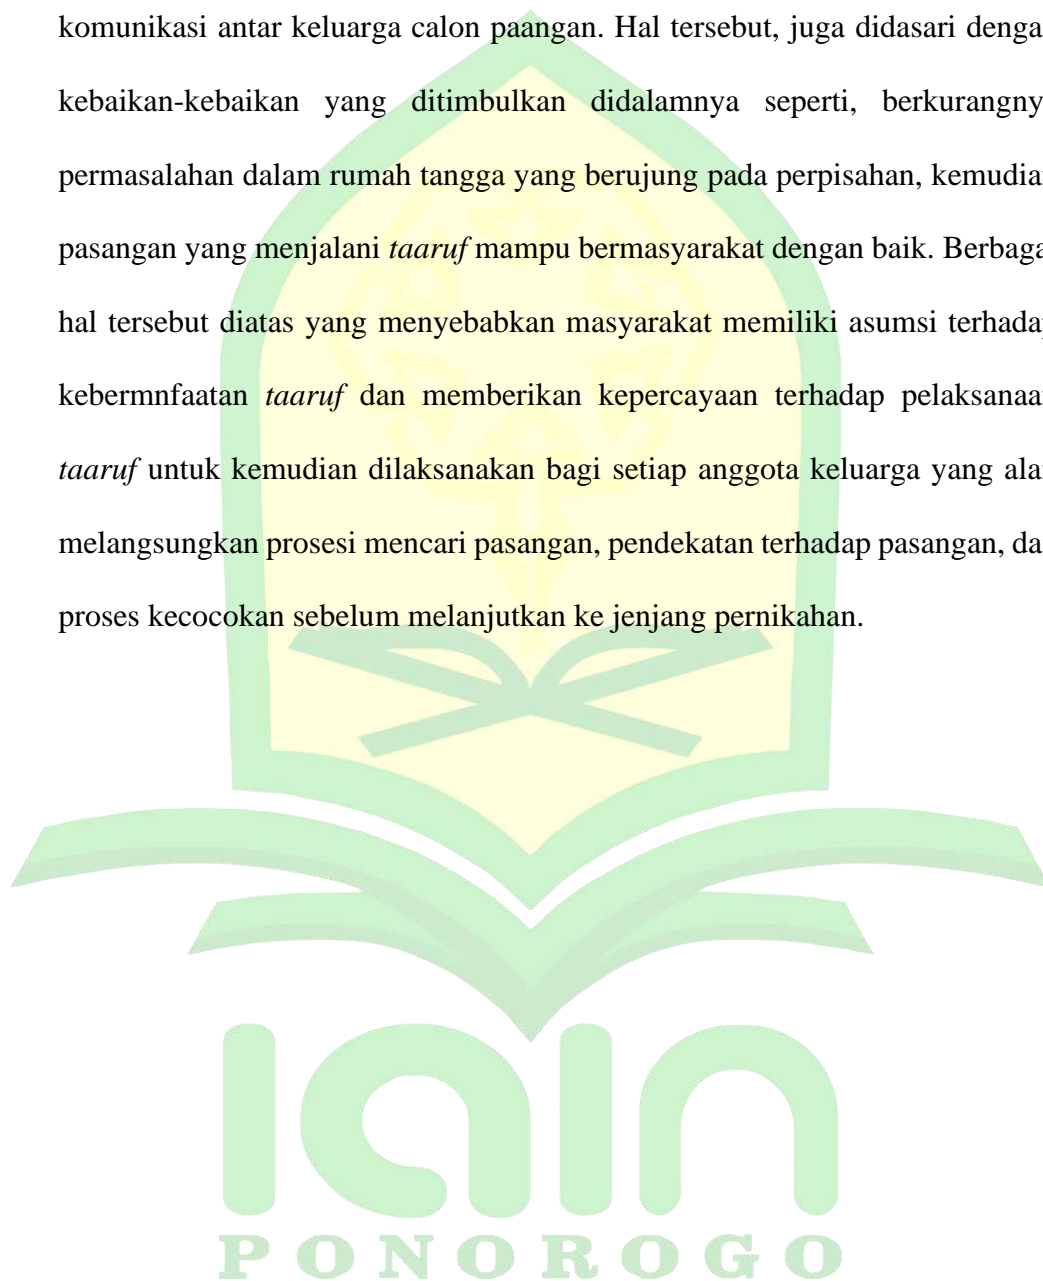 komunikasi antar keluarga calon paangan. Hal tersebut, juga didasari denga
kebaikan-kebaikan yang ditimbulkan didalamnya seperti, berkurangny
permasalahan dalam rumah tangga yang berujung pada perpisahan, kemudia
pasangan yang menjalani taaruf mampu bermasyarakat dengan baik. Berbaga
hal tersebut diatas yang menyebabkan masyarakat memiliki asumsi terhada
kebermnfaatan taaruf dan memberikan kepercayaan terhadap pelaksanaa
taaruf untuk kemudian dilaksanakan bagi setiap anggota keluarga yang ala
melangsungkan prosesi mencari pasangan, pendekatan terhadap pasangan, da
proses kecocokan sebelum melanjutkan ke jenjang pernikahan.
iain
PONOROGO